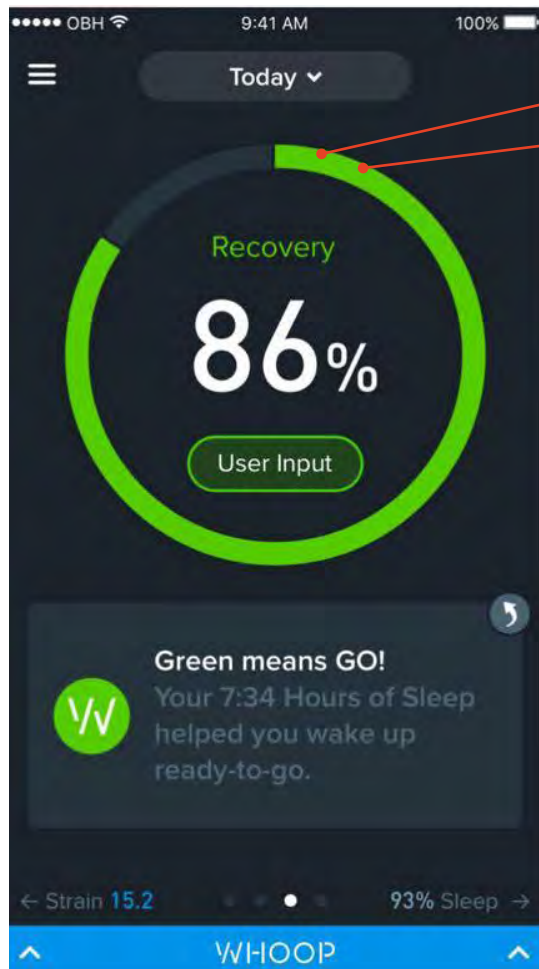 OBH 9:41 AM 100%
Today
Recovery
86%
User Input
Green means GO!
Your 7:34 Hours of Sleep
helped you wake up
ready-to-go.
← Strain 15.2 93% Sleep →
WHOOP